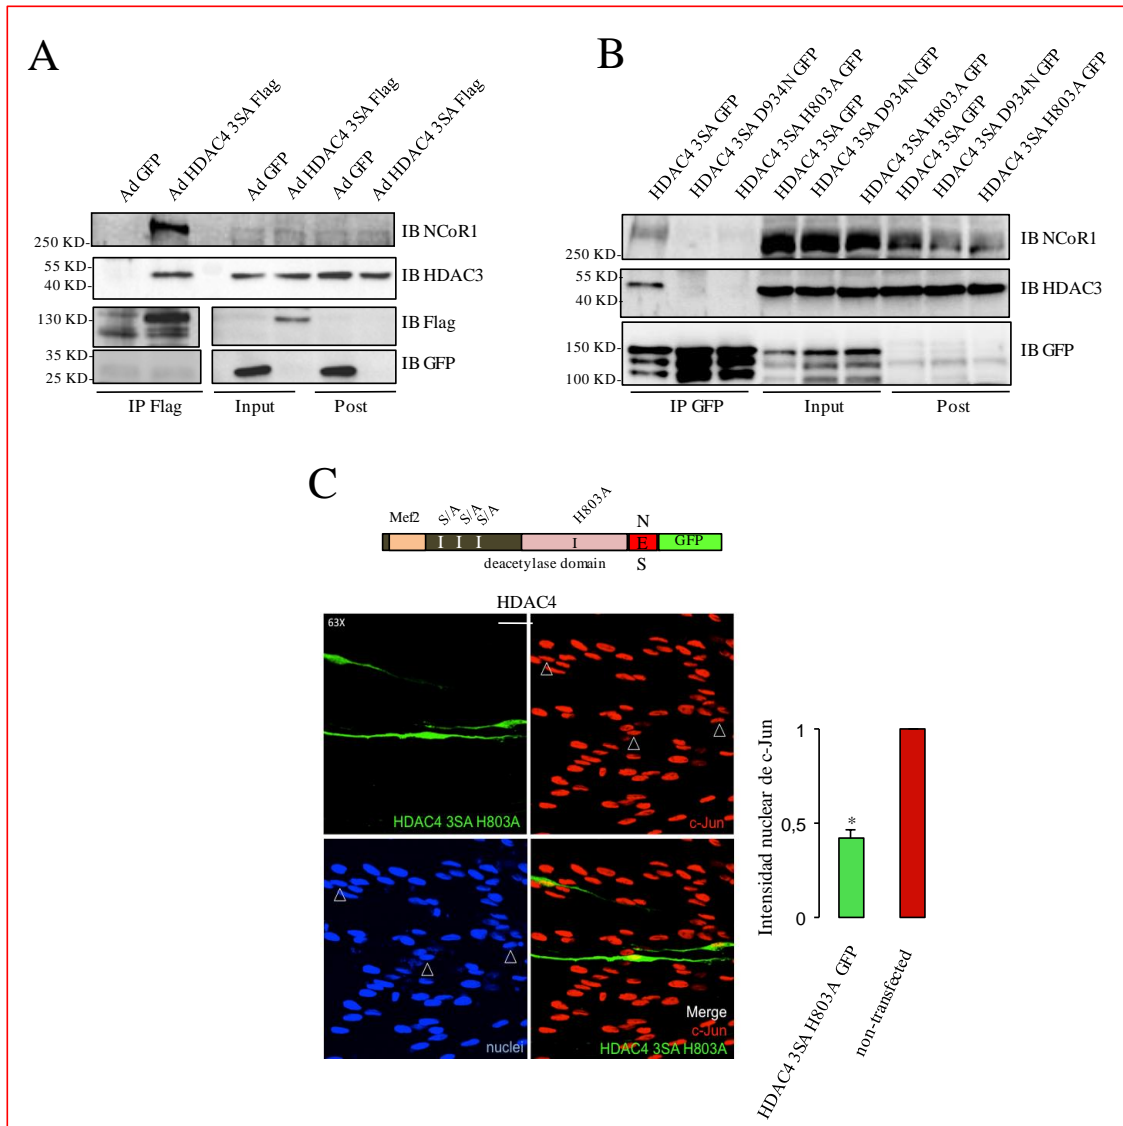 A
Ad GFP
Ad HDAC4 3SA Flag
Ad GFP
Ad HDAC4 3SA Flag
Ad GFP
Ad HDAC4 3SA Flag
250 KD-
IB NCoR1
55 KD-
40 KD-
IB HDAC3
130 KD-
IB Flag
35 KD-
25 KD-
IB GFP
IP Flag
Input
Post
B
HDAC4 3SA GFP
HDAC4 3SA D934N GFP
HDAC4 3SA H803A GFP
HDAC4 3SA GFP
HDAC4 3SA D934N GFP
HDAC4 3SA H803A GFP
HDAC4 3SA GFP
HDAC4 3SA D934N GFP
HDAC4 3SA H803A GFP
250 KD-
IB NCoR1
55 KD-
40 KD-
IB HDAC3
150 KD-
100 KD-
IB GFP
IP GFP
Input
Post
C
Mef2
S/A
S/A
S/A
H803A
N
E
S
I
I
I
I
GFP
deacetylase domain
HDAC4
63X
HDAC4 3SA H803A
c-Jun
nuclei
Merge
c-Jun
HDAC4 3SA H803A
Intensidad nuclear de c-Jun
1
0,5
0
*
HDAC4 3SA H803A GFP
non-transfected